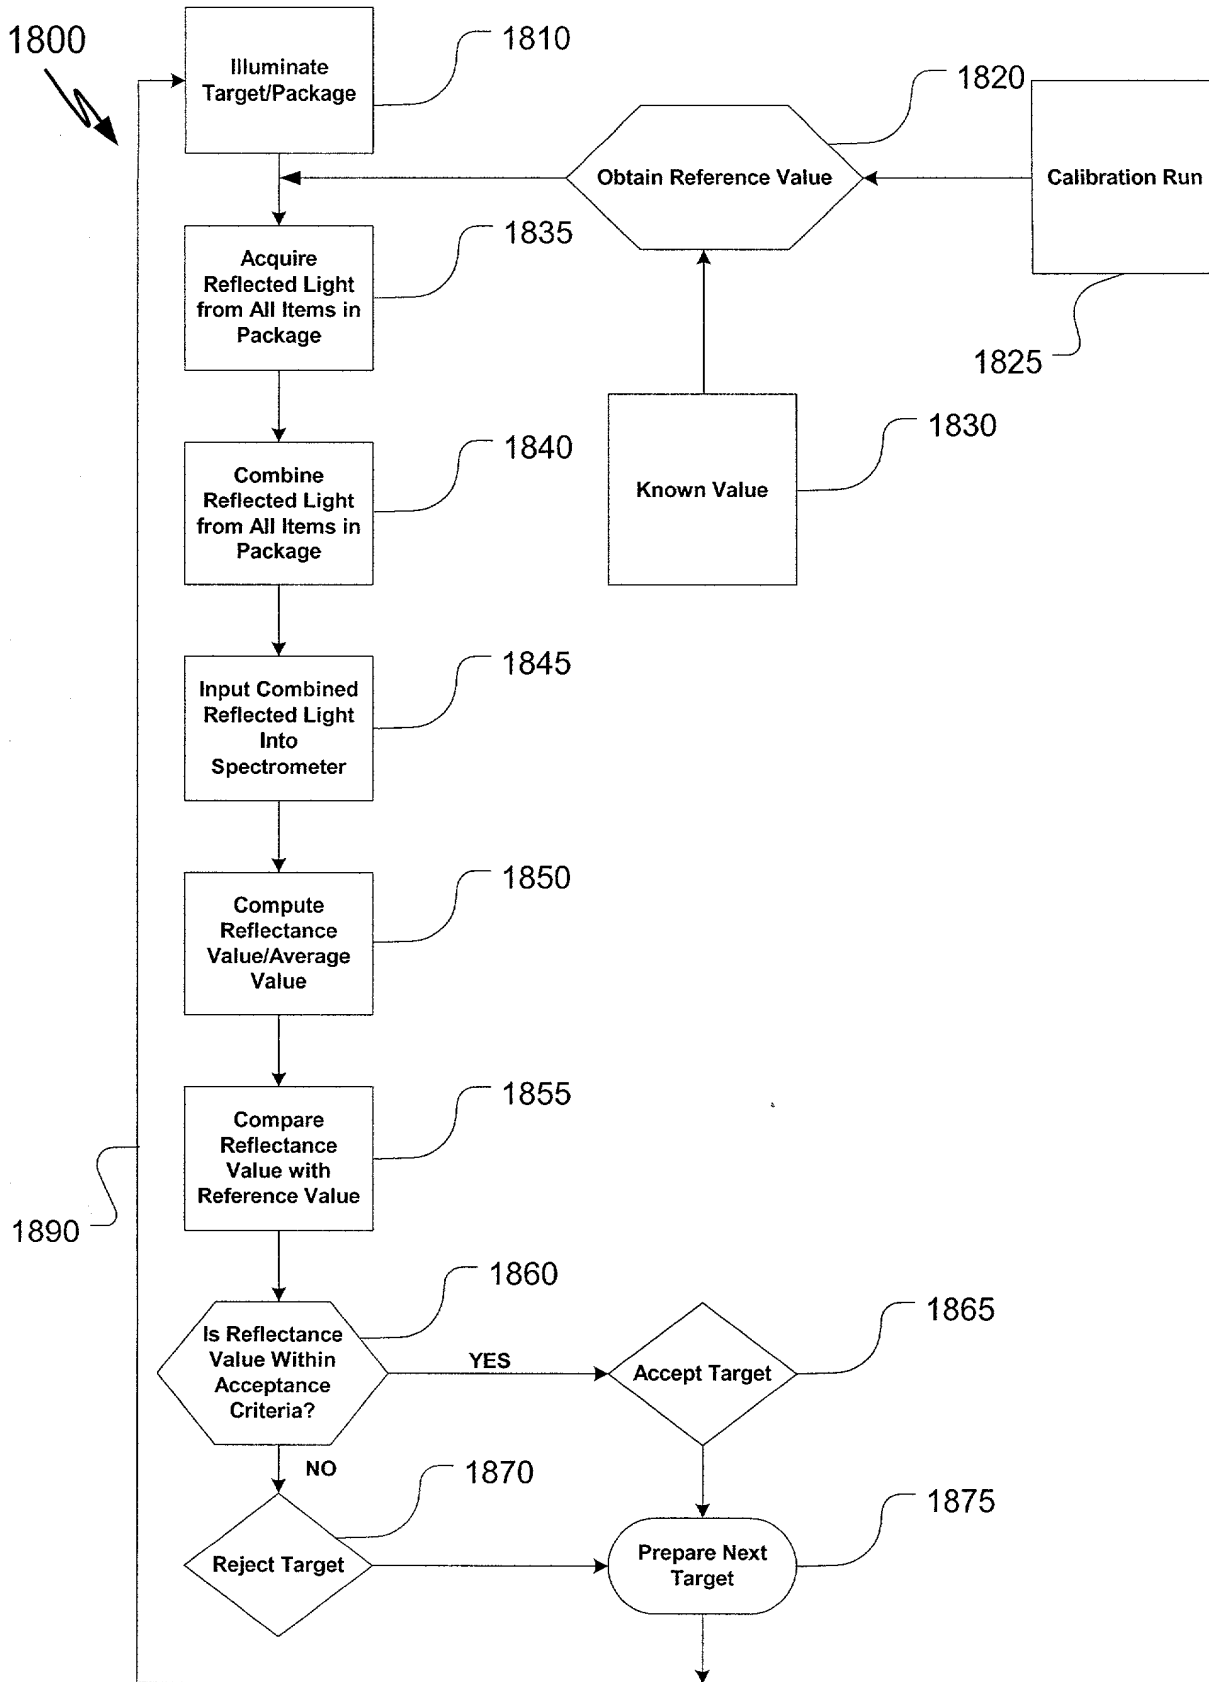 1800
Illuminate
Target/Package
1810
1820
Obtain Reference Value
Calibration Run
1825
1835
Acquire
Reflected Light
from All Items in
Package
1830
Known Value
1840
Combine
Reflected Light
from All Items in
Package
1845
Input Combined
Reflected Light
Into
Spectrometer
1850
Compute
Reflectance
Value/Average
Value
1855
Compare
Reflectance
Value with
Reference Value
1890
1860
Is Reflectance
Value Within
Acceptance
Criteria?
YES
1865
Accept Target
NO
1870
Reject Target
1875
Prepare Next
Target